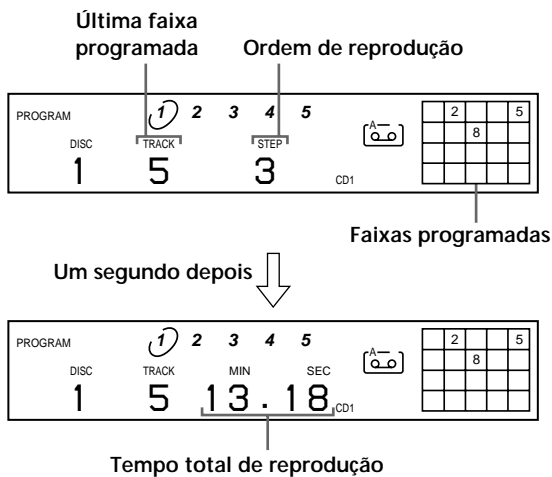 Última faixa
programada
Ordem de reprodução
PROGRAM 1 2 3 4 5 A 2 5
DISC TRACK STEP 8
1 5 3 CD1
Faixas programadas
Um segundo depois
PROGRAM 1 2 3 4 5 A 2 5
DISC TRACK MIN SEC 8
1 5 13.18 CD1
Tempo total de reprodução